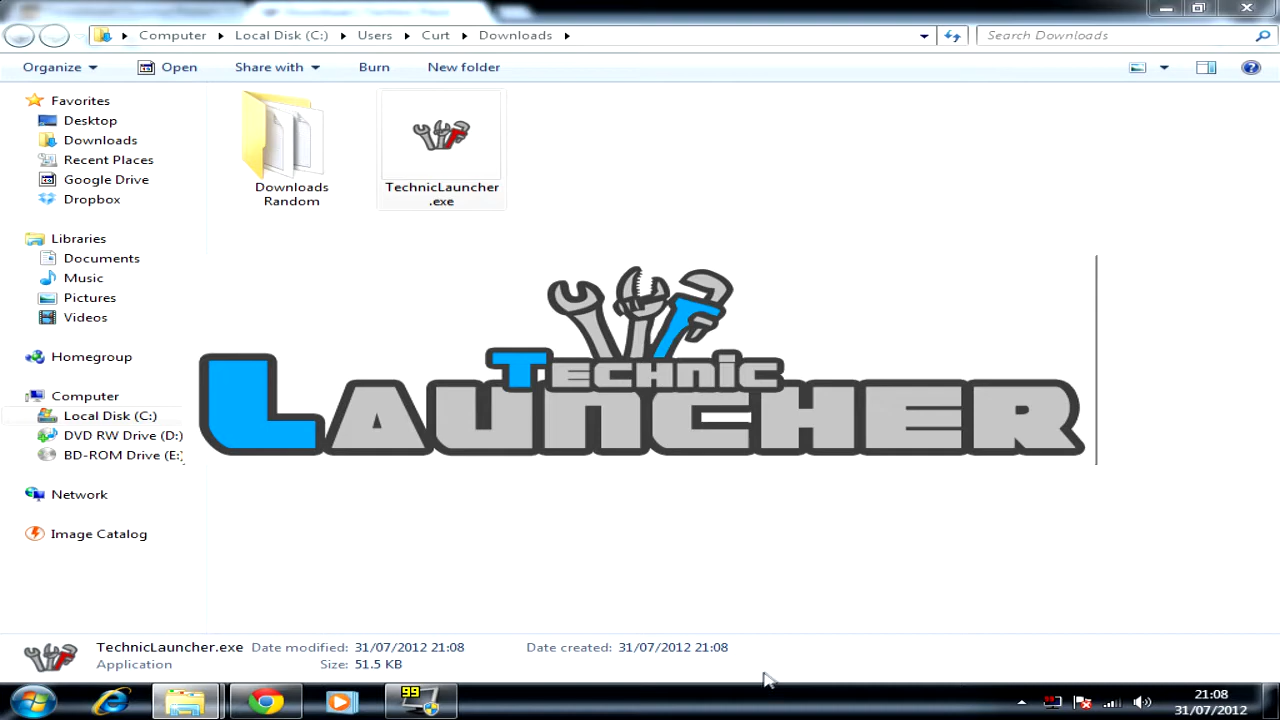 Computer Local Disk (C:) Users Curt Downloads
Search Downloads
Organize Open Share with Burn New folder
Favorites
Desktop
Downloads
Recent Places
Google Drive
Dropbox
Libraries
Documents
Music
Pictures
Videos
Homegroup
Computer
Local Disk (C:)
DVD RW Drive (D:)
BD-ROM Drive (E:
Network
Image Catalog
Downloads
Random
TechnicLauncher
.exe
Technic
Launcher
TechnicLauncher.exe Date modified: 31/07/2012 21:08 Date created: 31/07/2012 21:08
Application Size: 51.5 KB
99
21:08
31/07/2012